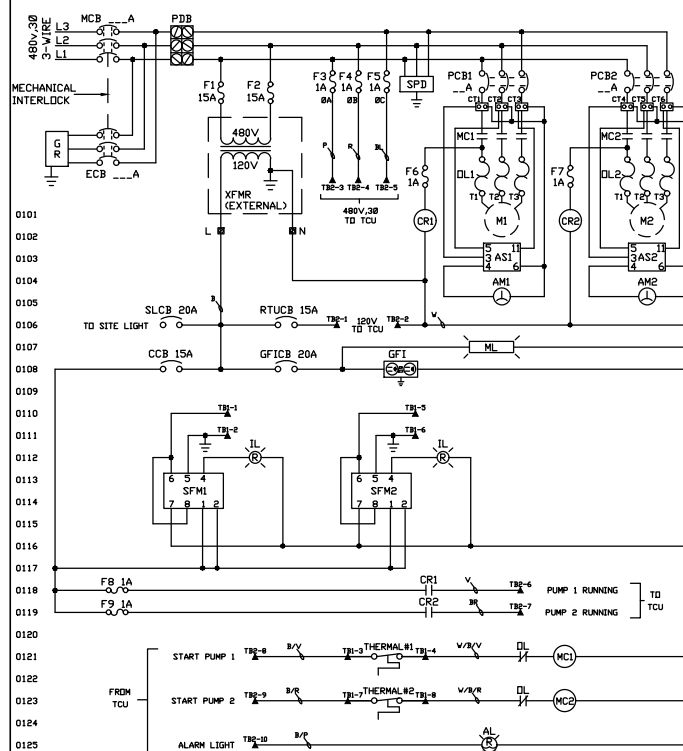 480v,30
3-WIRE
L3
L2
L1
MCB ___A
PDB
MECHANICAL
INTERLOCK
G
R
ECB ___A
F1
15A
F2
15A
480V
120V
XFMR
(EXTERNAL)
L
N
F3 F4 F5
1A 1A 1A
ØA ØB ØC
P R BL
TB2-3 TB2-4 TB2-5
480V,30
TO TCU
SPD
PCB1
__A
CT1 CT2 CT3
MC1
OL1
T1 T2 T3
M1
F6
1A
CR1
5 11
3 AS1
4 6
AM1
PCB2
__A
CT4 CT5 CT6
MC2
OL2
T1 T2 T3
M2
F7
1A
CR2
5 11
3 AS2
4 6
AM2
0101
0102
0103
0104
0105
B
0106 TO SITE LIGHT SLCB 20A RTUCB 15A TB2-1 120V TO TCU TB2-2 W
0107 ML
0108 CCB 15A GFICB 20A GFI
0109
0110 TB1-1 TB1-5
0111 TB1-2 TB1-6
0112 IL R IL R
0113 6 5 4 6 5 4
SFM1 SFM2
0114 7 8 1 2 7 8 1 2
0115
0116
0117
0118 F8 1A CR1 V TB2-6 PUMP 1 RUNNING
0119 F9 1A CR2 BR TB2-7 PUMP 2 RUNNING
TO
TCU
0120
0121 START PUMP 1 TB2-8 B/V TB1-3 THERMAL#1 TB1-4 W/B/V OL MC1
0122
FROM
TCU
0123 START PUMP 2 TB2-9 B/R TB1-7 THERMAL#2 TB1-8 W/B/R OL MC2
0124
0125 ALARM LIGHT TB2-10 B/P AL R